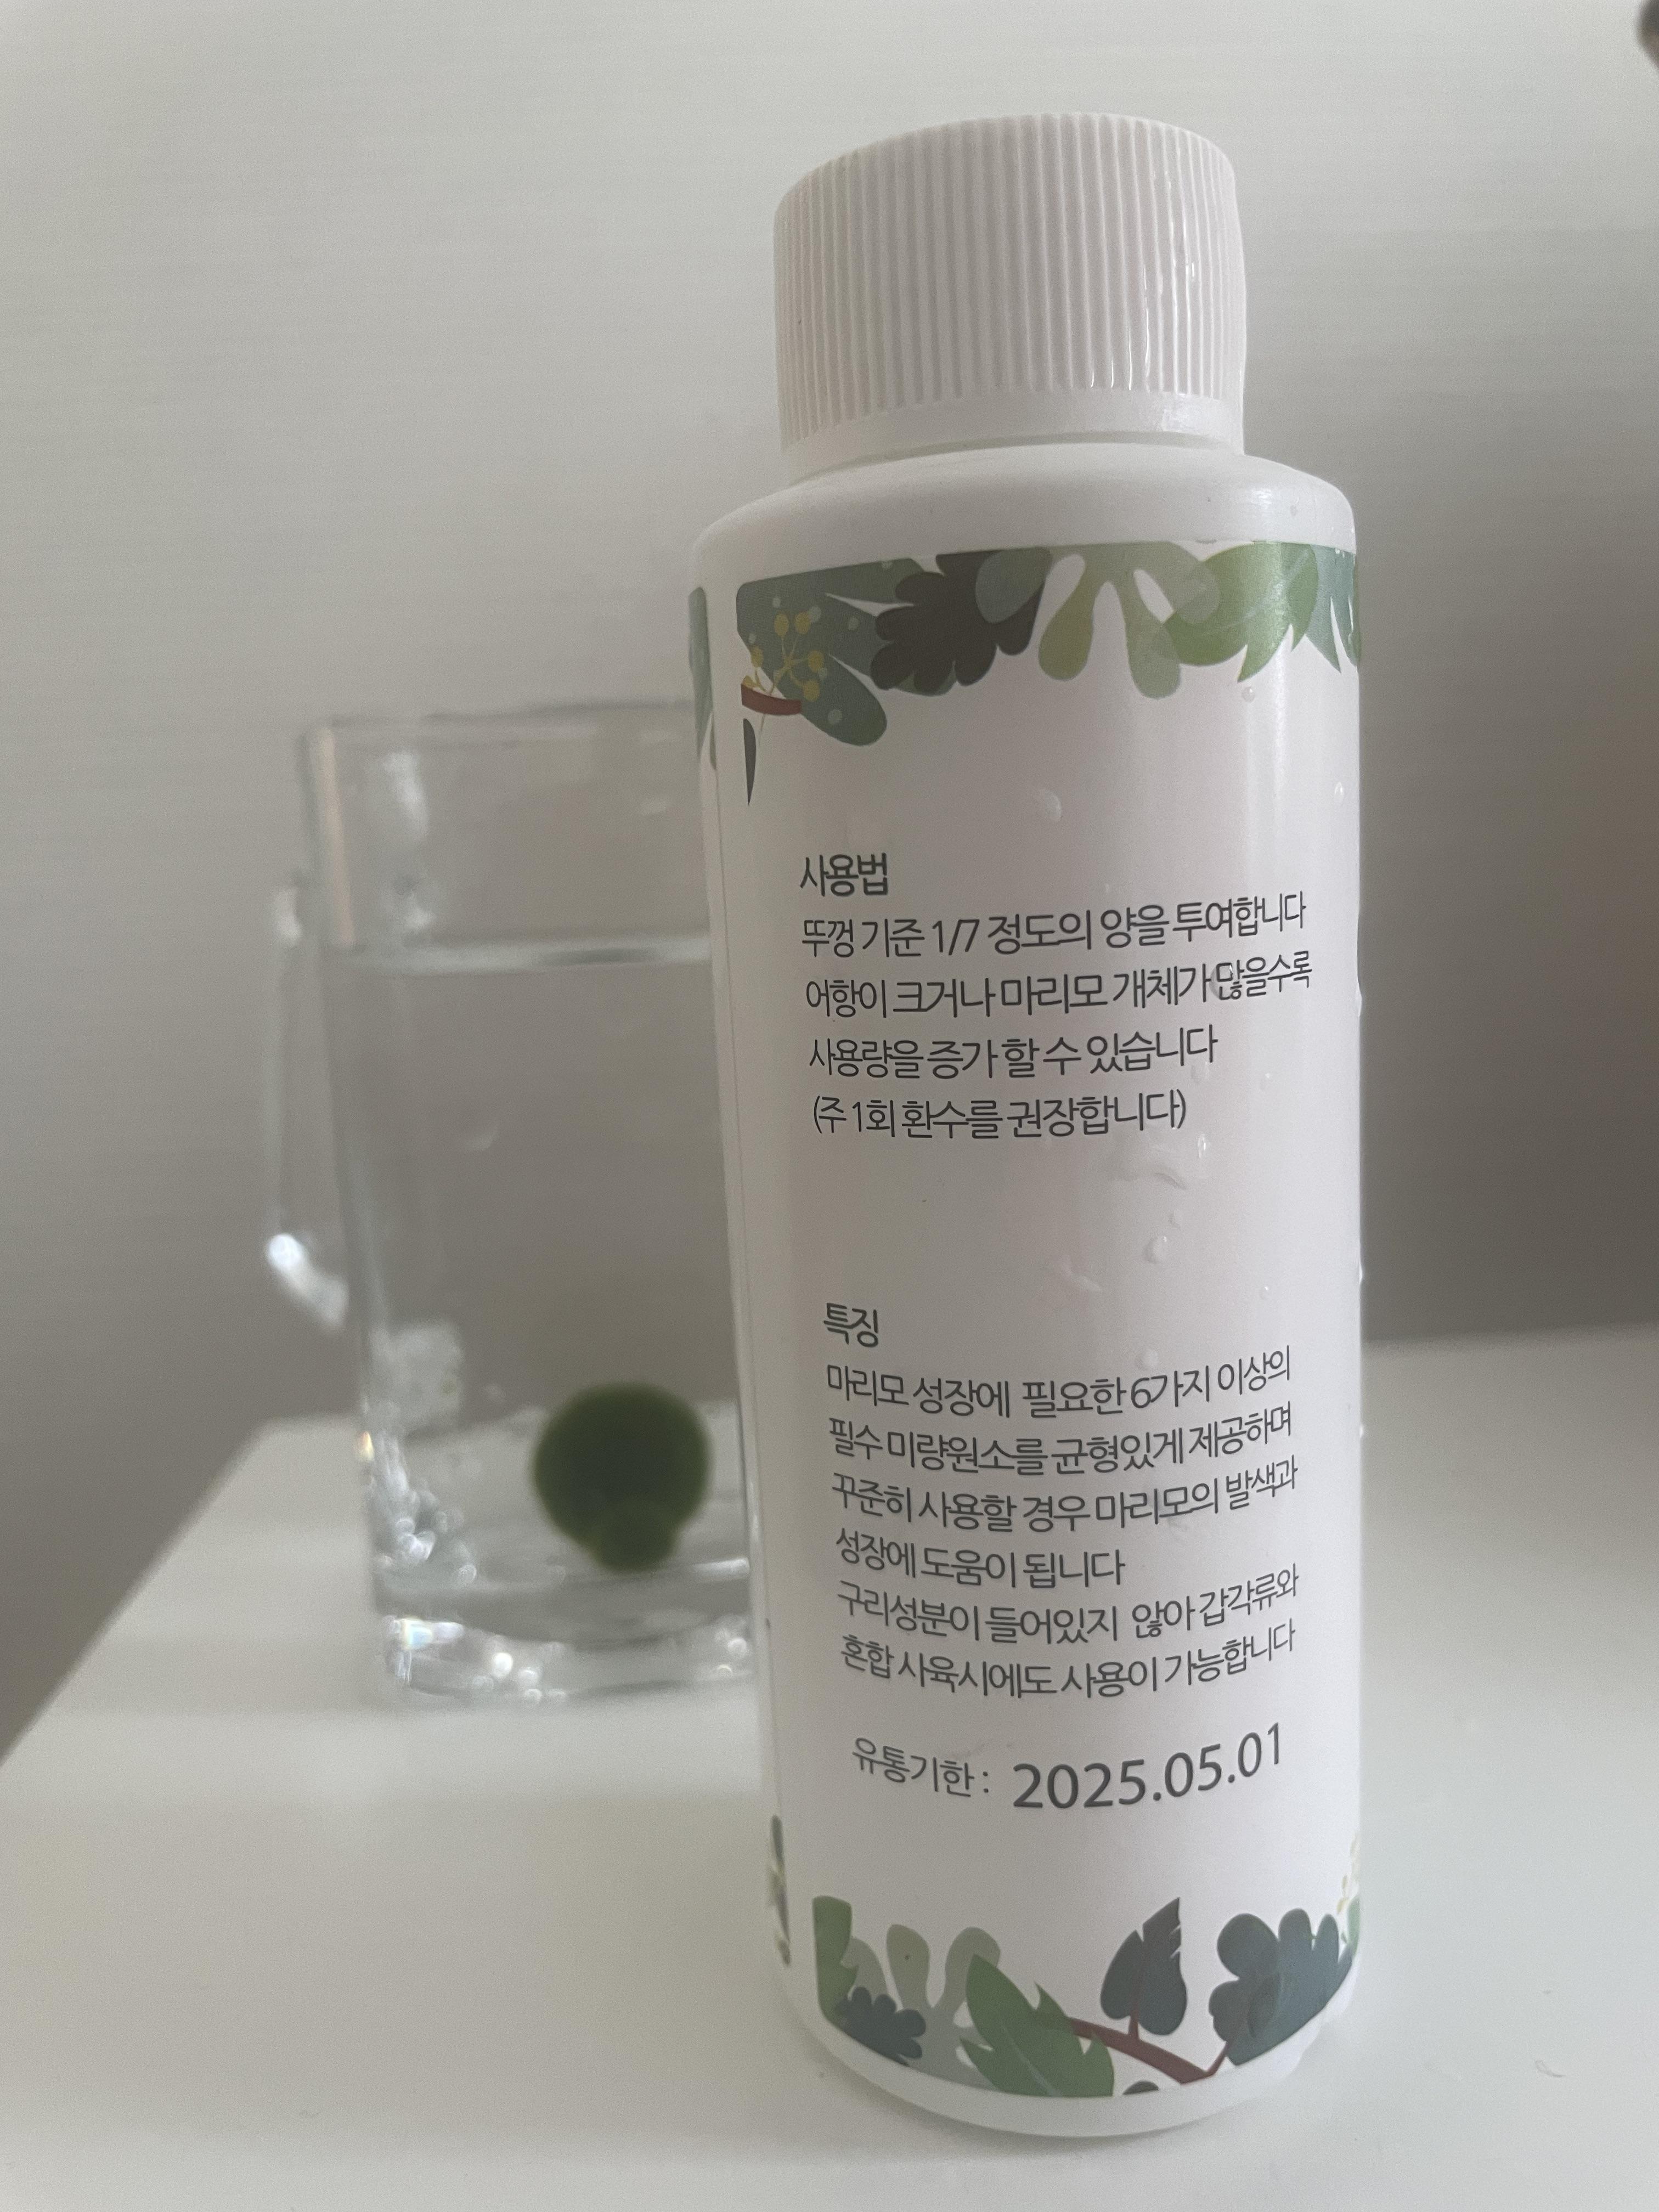 사용법
뚜껑 기준 1/7 정도의 양을 투여합니다
어항이 크거나 마리모 개체가 많을수록
사용량을 증가 할 수 있습니다
(주 1회 환수를 권장합니다)
특징
마리모 성장에 필요한 6가지 이상의
필수 미량원소를 균형있게 제공하며
꾸준히 사용할 경우 마리모의 발색과
성장에 도움이 됩니다
구리성분이 들어있지 않아 갑각류와
혼합 사육시에도 사용이 가능합니다
유통기한 : 2025.05.01